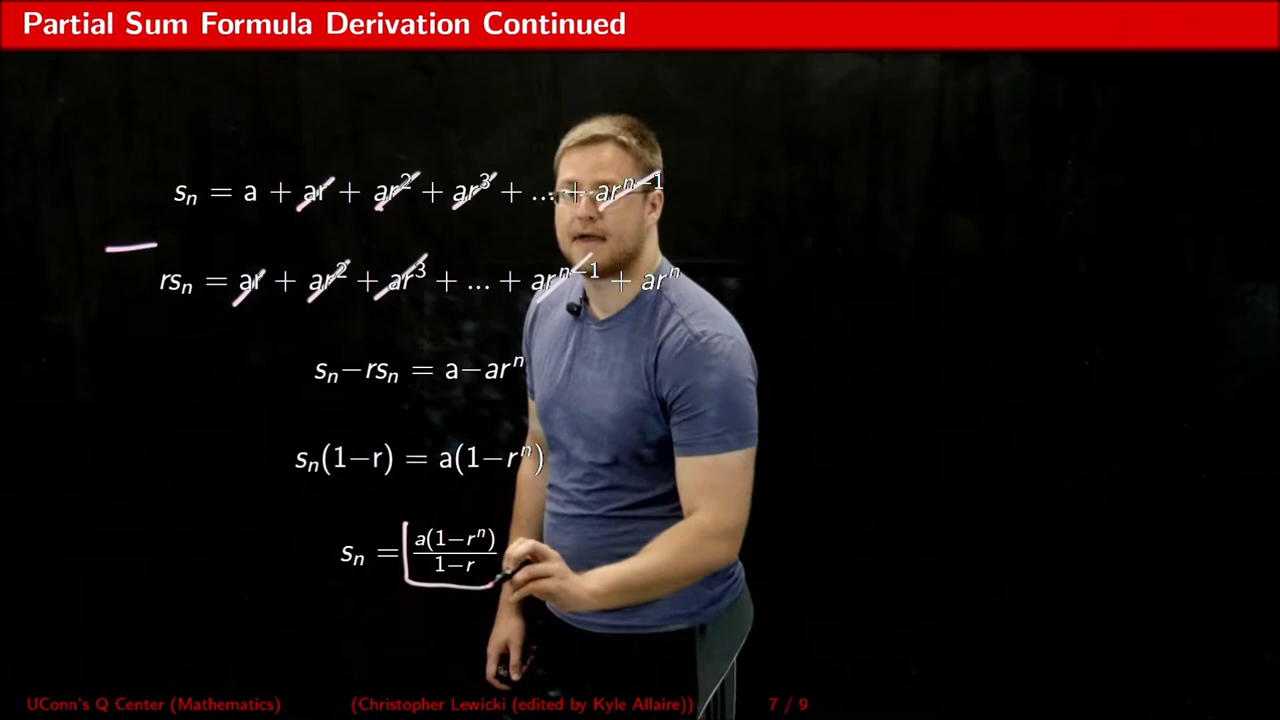 Partial Sum Formula Derivation Continued
sₙ = a + ar + ar² + ar³ + ... + arⁿ⁻¹
rsₙ = ar + ar² + ar³ + ... + arⁿ⁻¹ + arⁿ
sₙ−rsₙ = a−arⁿ
sₙ(1−r) = a(1−rⁿ)
sₙ = a(1−rⁿ)/1−r
UConn's Q Center (Mathematics) (Christopher Lewicki (edited by Kyle Allaire)) 7 / 9